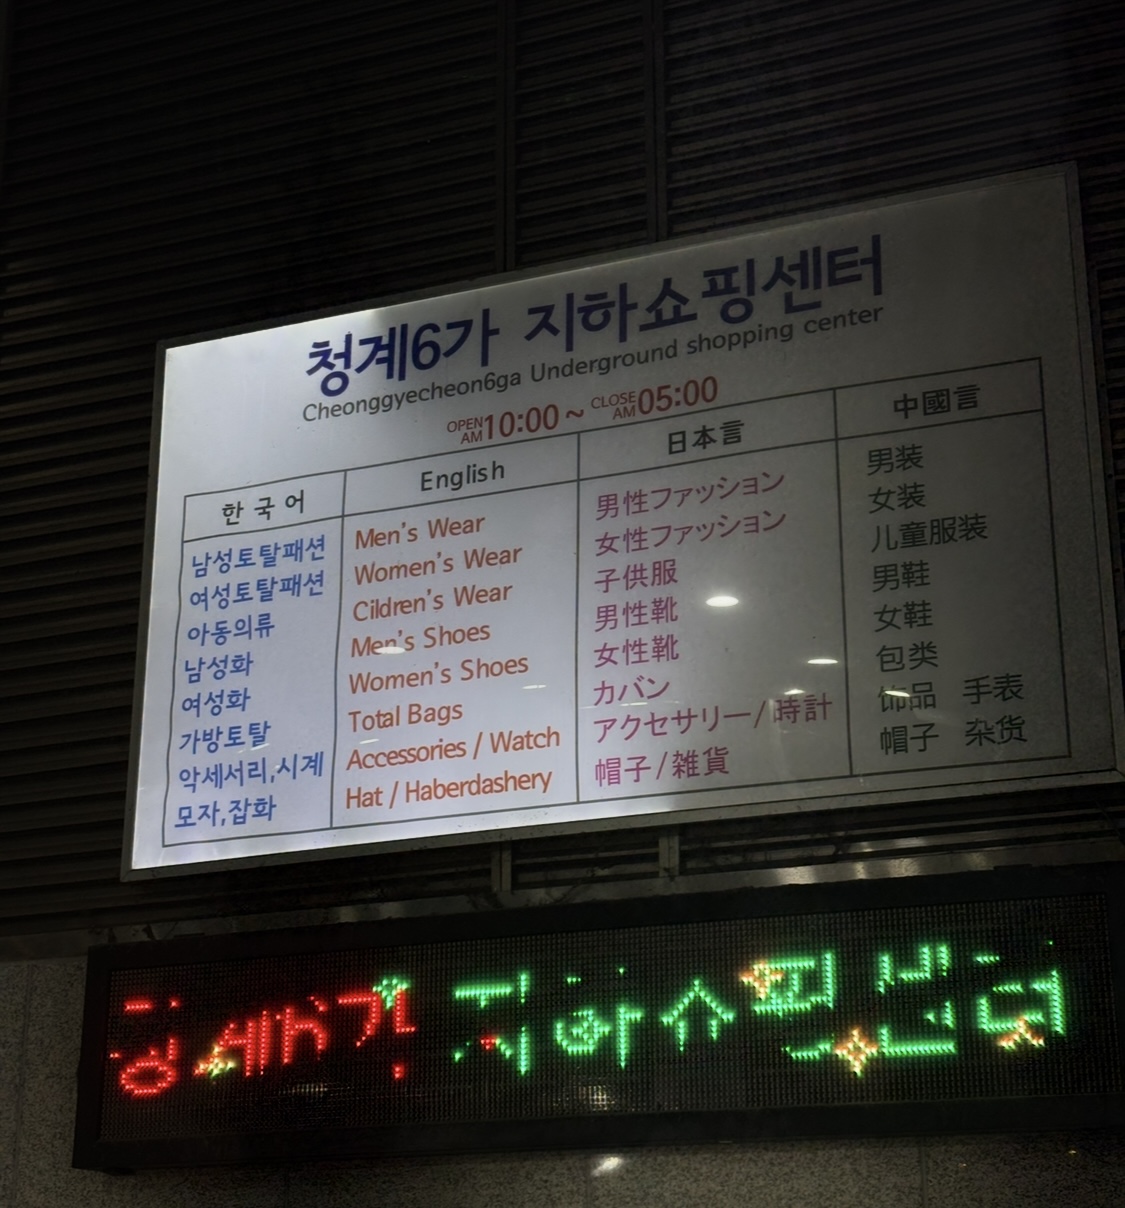 청계6가 지하쇼핑센터
Cheonggyecheon6ga Underground shopping center
OPEN AM 10:00 ~ CLOSE AM 05:00
한국어
남성토탈패션
여성토탈패션
아동의류
남성화
여성화
가방토탈
악세서리,시계
모자,잡화
English
Men's Wear
Women's Wear
Cildren's Wear
Men's Shoes
Women's Shoes
Total Bags
Accessories / Watch
Hat / Haberdashery
日本言
男性ファッション
女性ファッション
子供服
男性靴
女性靴
カバン
アクセサリー/時計
帽子/雑貨
中國言
男装
女装
儿童服装
男鞋
女鞋
包类
饰品 手表
帽子 杂货
지하쇼핑